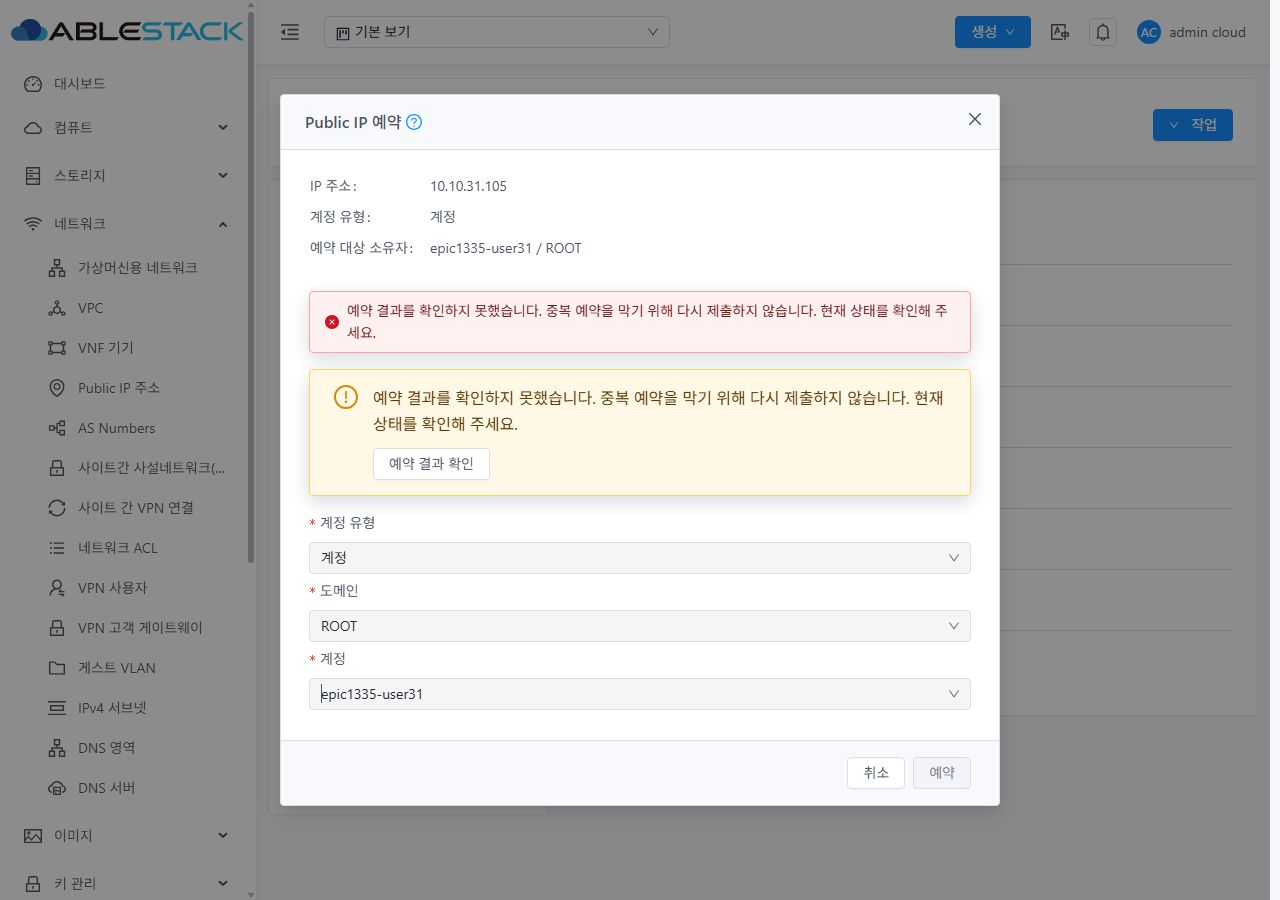 ABLESTACK
기본 보기
생성
AC
admin cloud
대시보드
컴퓨트
스토리지
네트워크
가상머신용 네트워크
VPC
VNF 기기
Public IP 주소
AS Numbers
사이트간 사설네트워크(...
사이트 간 VPN 연결
네트워크 ACL
VPN 사용자
VPN 고객 게이트웨이
게스트 VLAN
IPv4 서브넷
DNS 영역
DNS 서버
이미지
키 관리
작업
Public IP 예약
IP 주소: 10.10.31.105
계정 유형: 계정
예약 대상 소유자: epic1335-user31 / ROOT
예약 결과를 확인하지 못했습니다. 중복 예약을 막기 위해 다시 제출하지 않습니다. 현재 상태를 확인해 주
세요.
예약 결과를 확인하지 못했습니다. 중복 예약을 막기 위해 다시 제출하지 않습니다. 현재
상태를 확인해 주세요.
예약 결과 확인
* 계정 유형
계정
* 도메인
ROOT
* 계정
epic1335-user31
취소
예약